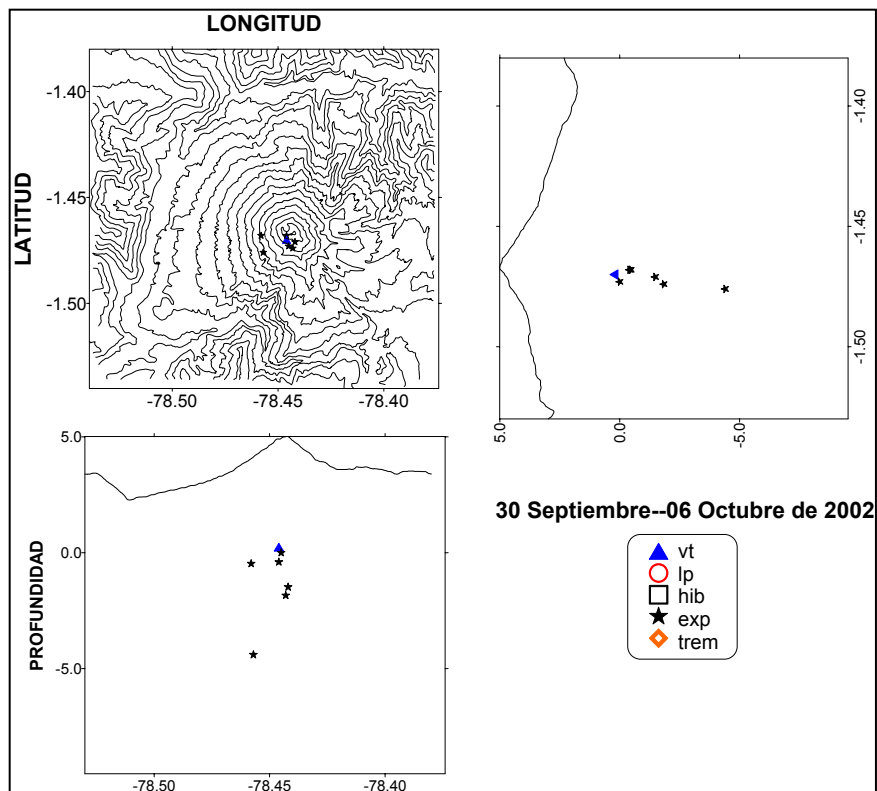 LONGITUD
LATITUD
-1.40
-1.45
-1.50
-78.50
-78.45
-78.40
-1.40
-1.45
-1.50
5.0
0.0
-5.0
PROFUNDIDAD
5.0
0.0
-5.0
-78.50
-78.45
-78.40
30 Septiembre--06 Octubre de 2002
vt
lp
hib
exp
trem